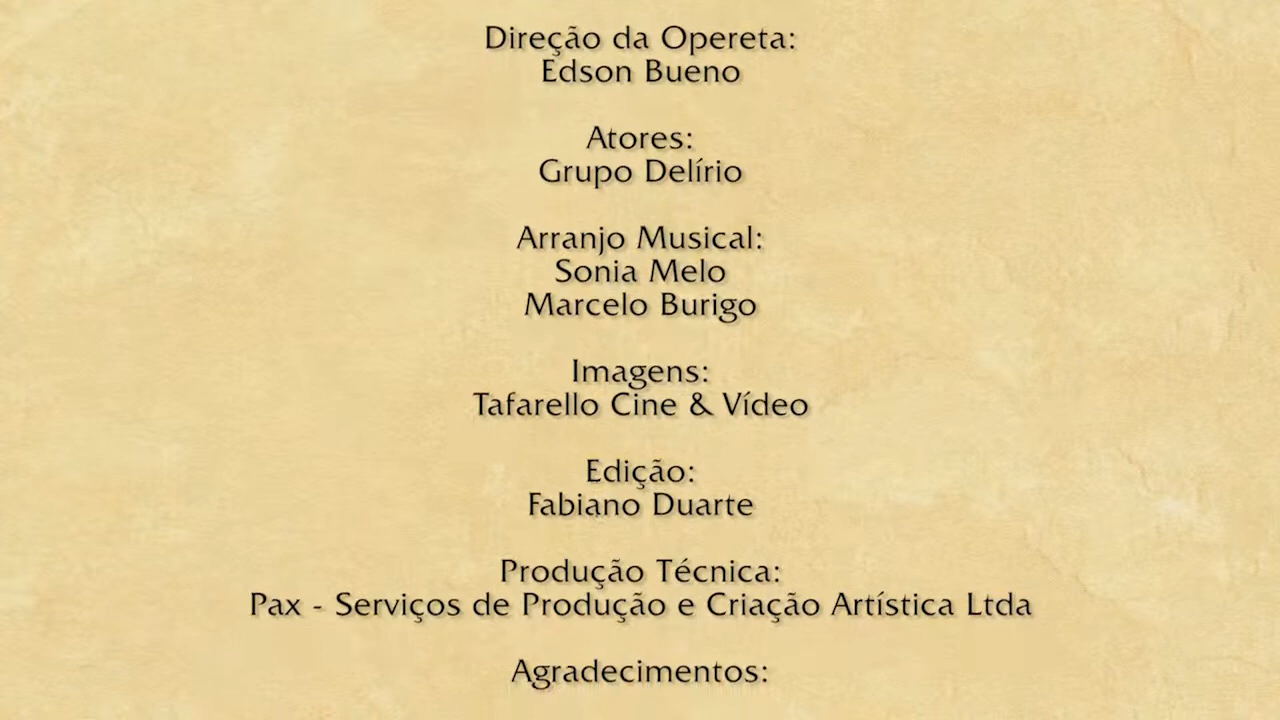 Direção da Opereta:
Edson Bueno
Atores:
Grupo Delírio
Arranjo Musical:
Sonia Melo
Marcelo Burigo
Imagens:
Tafarello Cine & Vídeo
Edição:
Fabiano Duarte
Produção Técnica:
Pax - Serviços de Produção e Criação Artística Ltda
Agradecimentos: